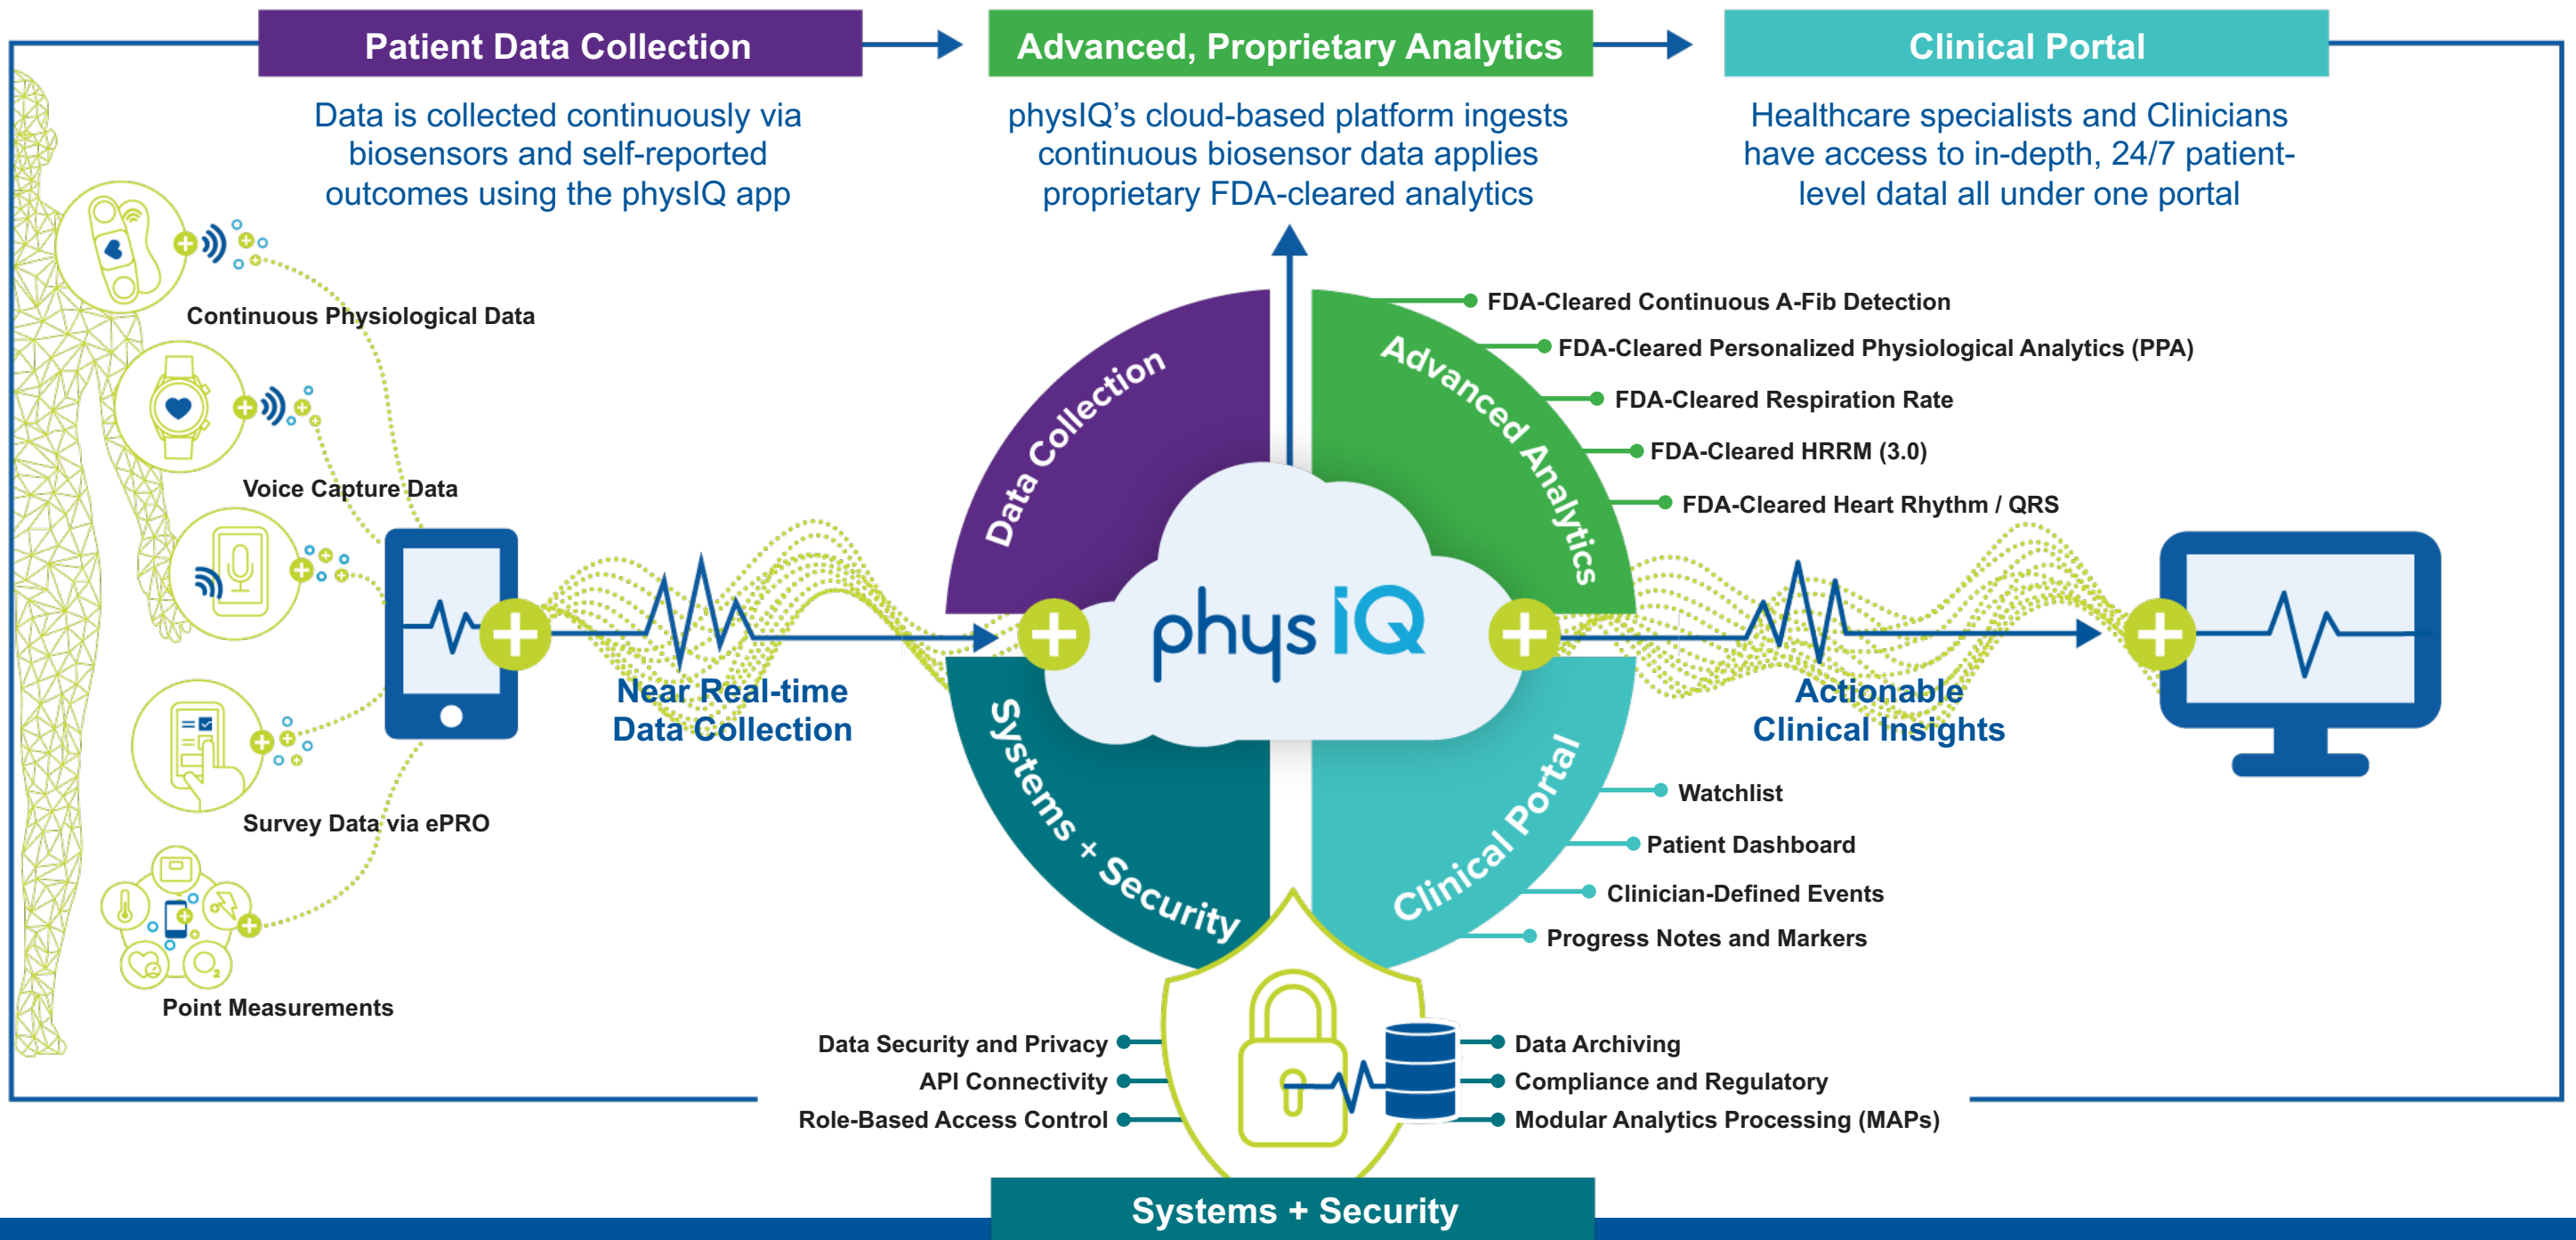 Patient Data Collection
Advanced, Proprietary Analytics
Clinical Portal
Data is collected continuously via
biosensors and self-reported
outcomes using the physIQ app
physIQ's cloud-based platform ingests
continuous biosensor data applies
proprietary FDA-cleared analytics
Healthcare specialists and Clinicians
have access to in-depth, 24/7 patient-
level datal all under one portal
Continuous Physiological Data
Voice Capture Data
Survey Data via ePRO
O2
Point Measurements
Near Real-time
Data Collection
Data Collection
Advanced Analytics
Systems + Security
Clinical Portal
physIQ
FDA-Cleared Continuous A-Fib Detection
FDA-Cleared Personalized Physiological Analytics (PPA)
FDA-Cleared Respiration Rate
FDA-Cleared HRRM (3.0)
FDA-Cleared Heart Rhythm / QRS
Actionable
Clinical Insights
Watchlist
Patient Dashboard
Clinician-Defined Events
Progress Notes and Markers
Data Security and Privacy
API Connectivity
Role-Based Access Control
Data Archiving
Compliance and Regulatory
Modular Analytics Processing (MAPs)
Systems + Security